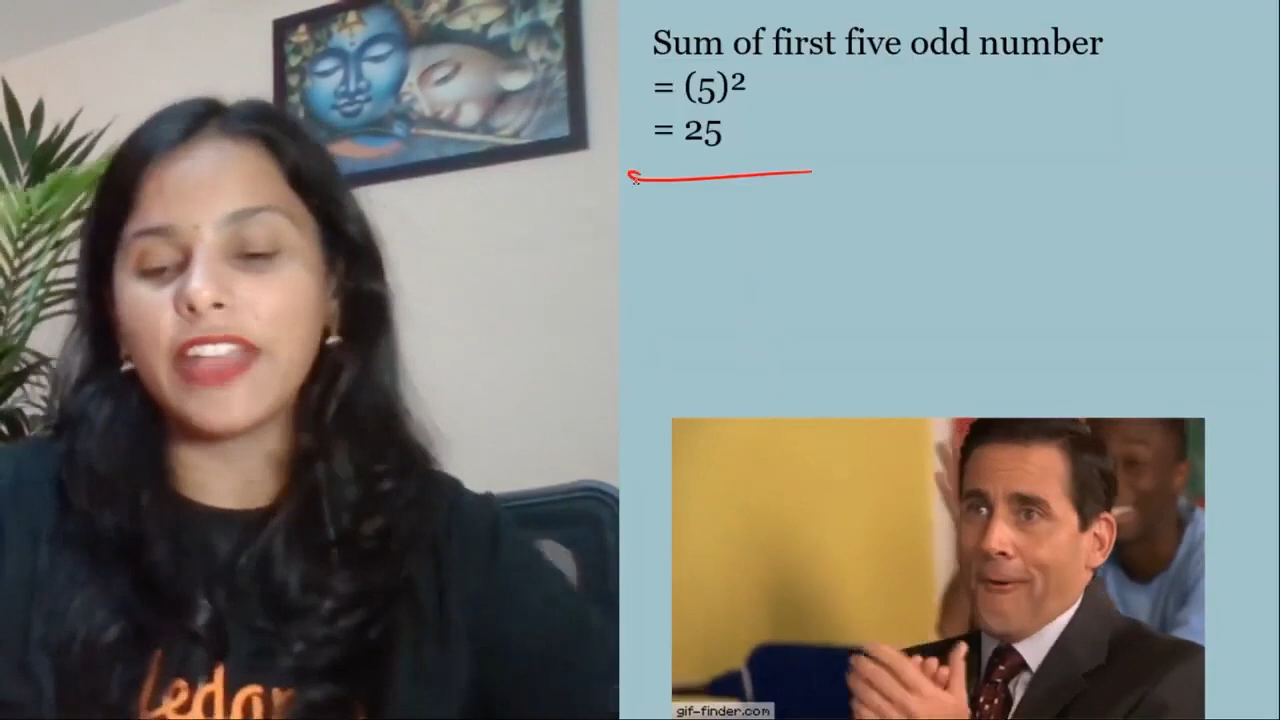 Sum of first five odd number
= (5)²
= 25
gif-finder.com